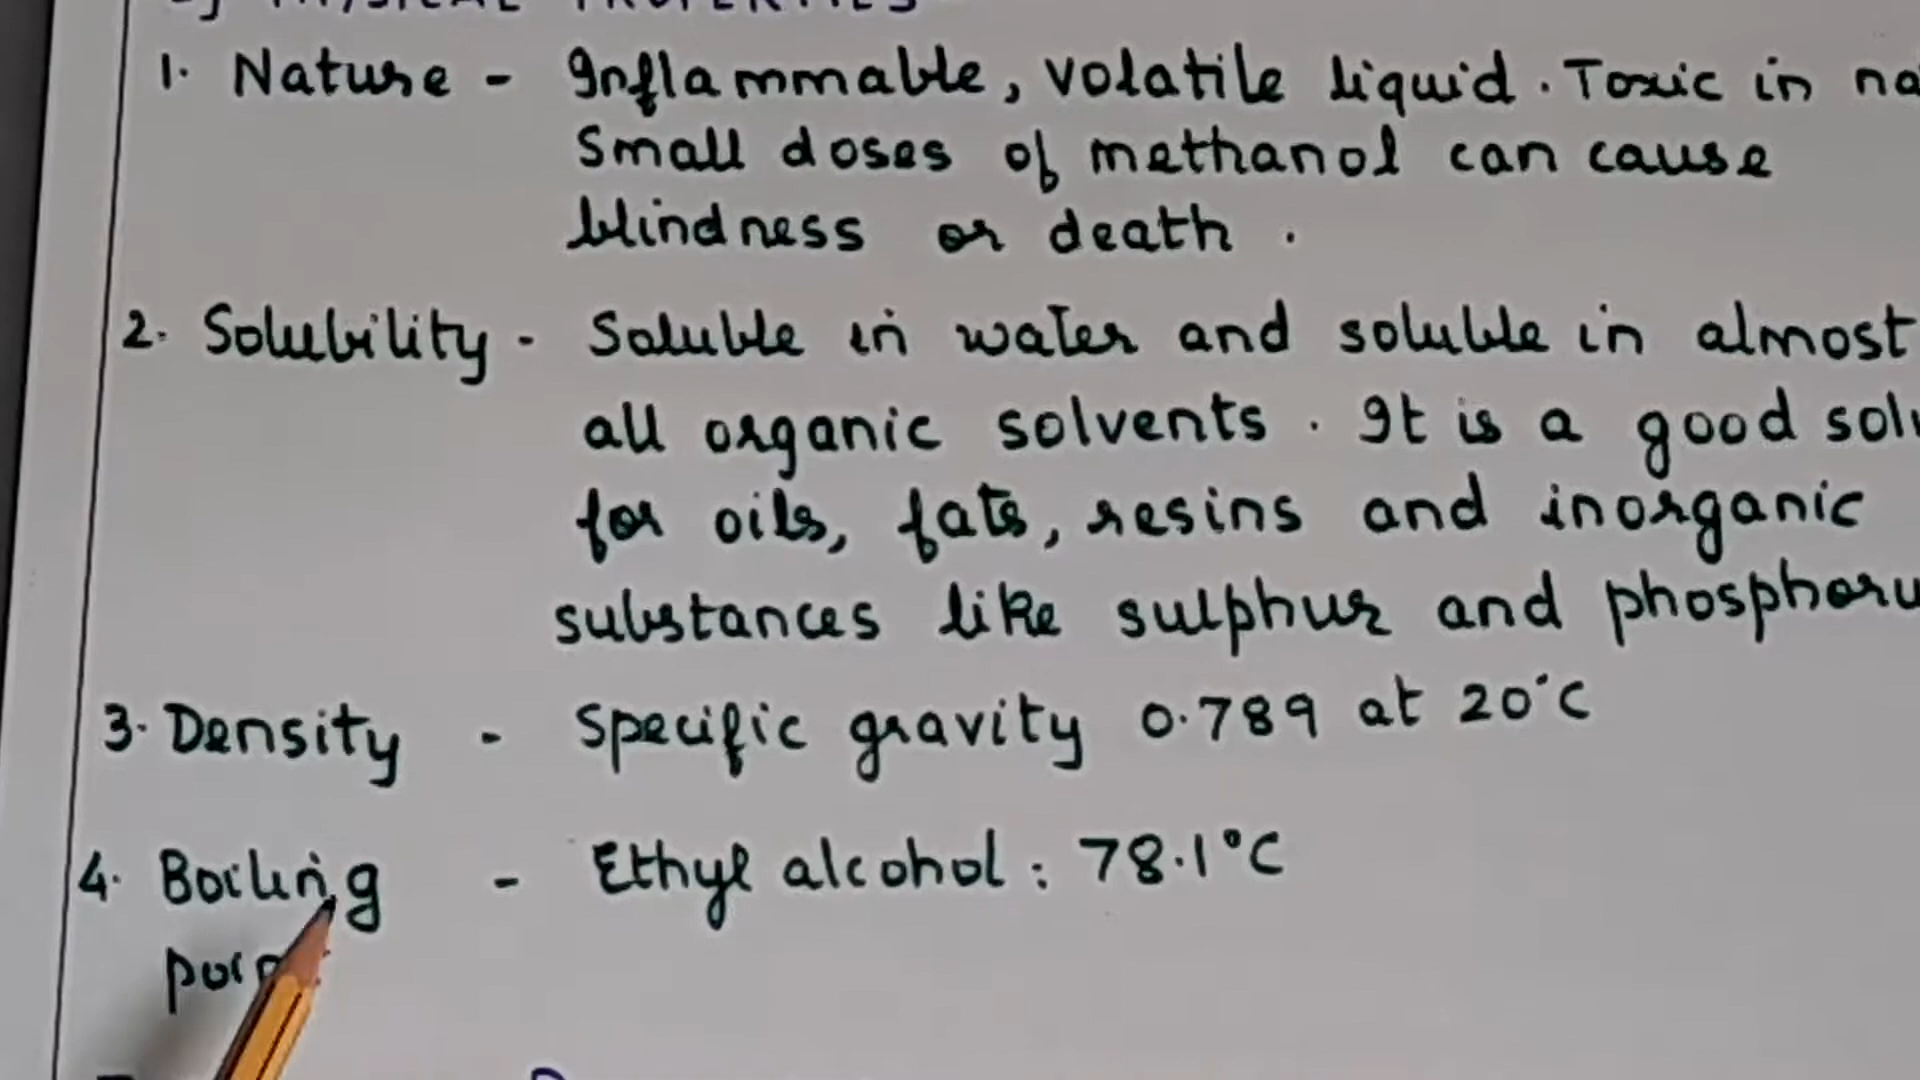 PHYSICAL PROPERTIES
1. Nature - Inflammable, volatile liquid. Toxic in
Small doses of methanol can cause
blindness or death.
2. Solubility - Soluble in water and soluble in almost
all organic solvents. It is a good
for oils, fats, resins and inorganic
substances like sulphur and
3. Density - Specific gravity 0.789 at 20°C
4. Boiling - Ethyl alcohol: 78.1°C